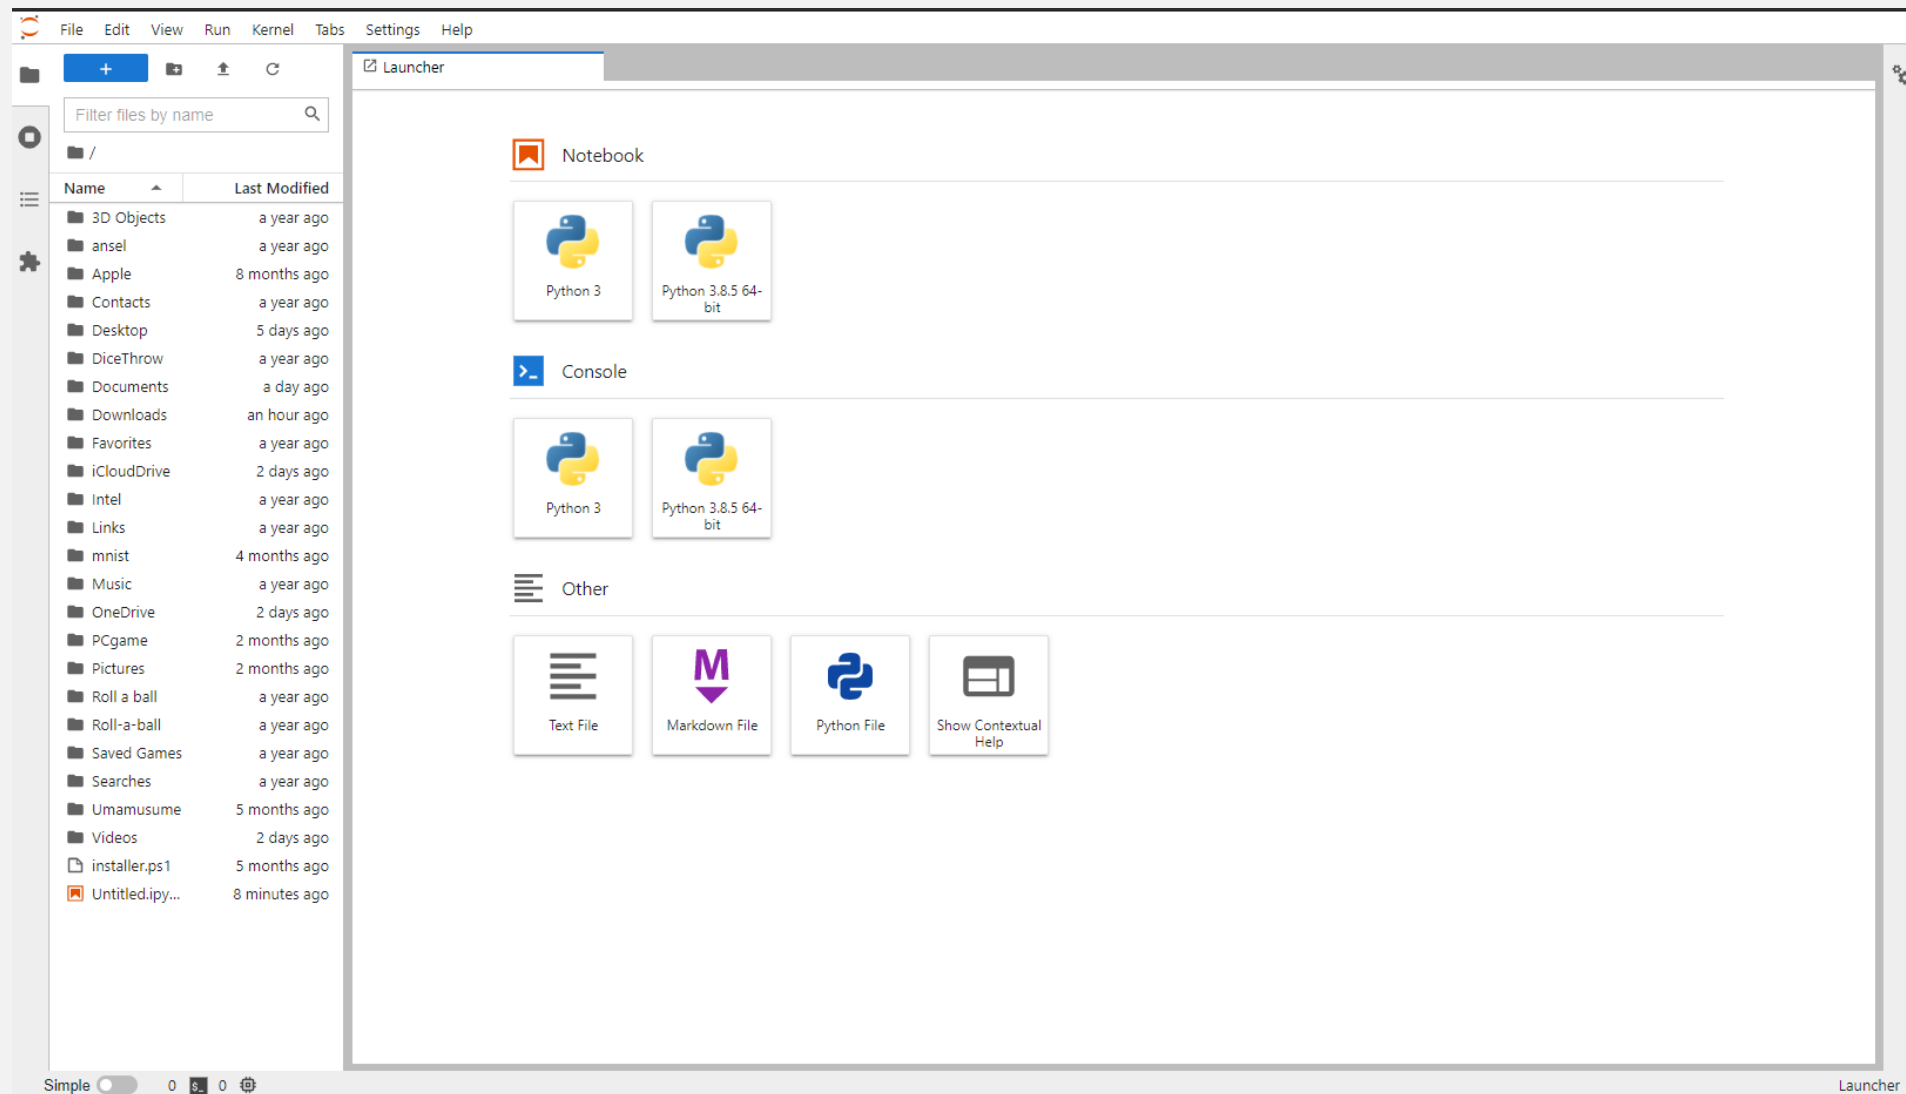 File Edit View Run Kernel Tabs Settings Help
+
Launcher
Filter files by name
/
Name Last Modified
3D Objects a year ago
ansel a year ago
Apple 8 months ago
Contacts a year ago
Desktop 5 days ago
DiceThrow a year ago
Documents a day ago
Downloads an hour ago
Favorites a year ago
iCloudDrive 2 days ago
Intel a year ago
Links a year ago
mnist 4 months ago
Music a year ago
OneDrive 2 days ago
PCgame 2 months ago
Pictures 2 months ago
Roll a ball a year ago
Roll-a-ball a year ago
Saved Games a year ago
Searches a year ago
Umamusume 5 months ago
Videos 2 days ago
installer.ps1 5 months ago
Untitled.ipy... 8 minutes ago
Notebook
Python 3
Python 3.8.5 64-
bit
Console
Python 3
Python 3.8.5 64-
bit
Other
Text File
Markdown File
Python File
Show Contextual
Help
Simple 0 $_ 0
Launcher